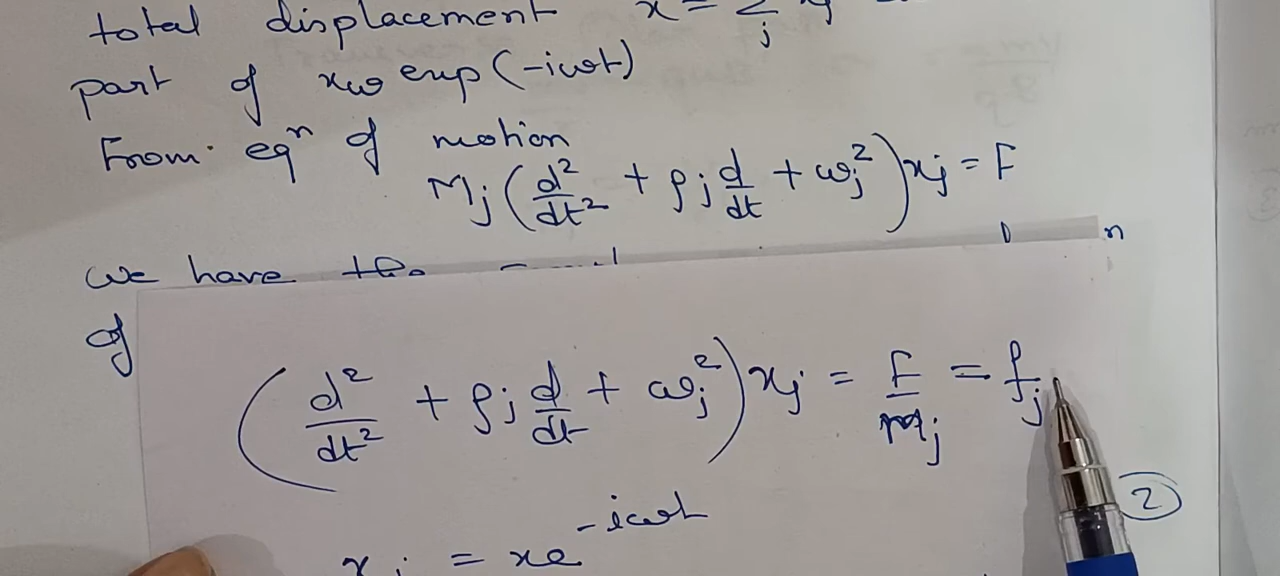 total displacement x = Σ_j
part of x_ω exp(-iωt)
From eqⁿ of motion
M_j (d²/dt² + ρ_j d/dt + ω_j²) x_j = F
we have the
of
(d²/dt² + ρ_j d/dt + ω_j²) x_j = F/M_j = f_j
2
x_j = xe^{-iωt}